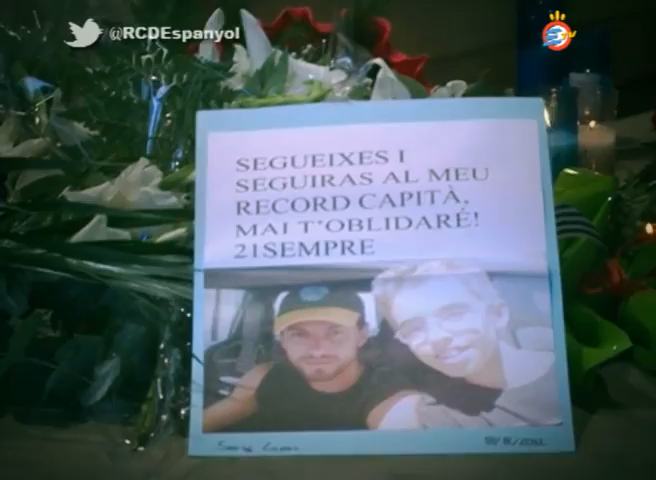 @RCDEspanyol
SEGUEIXES I
SEGUIRAS AL MEU
RECORD CAPITÀ,
MAI T'OBLIDARÉ!
21SEMPRE